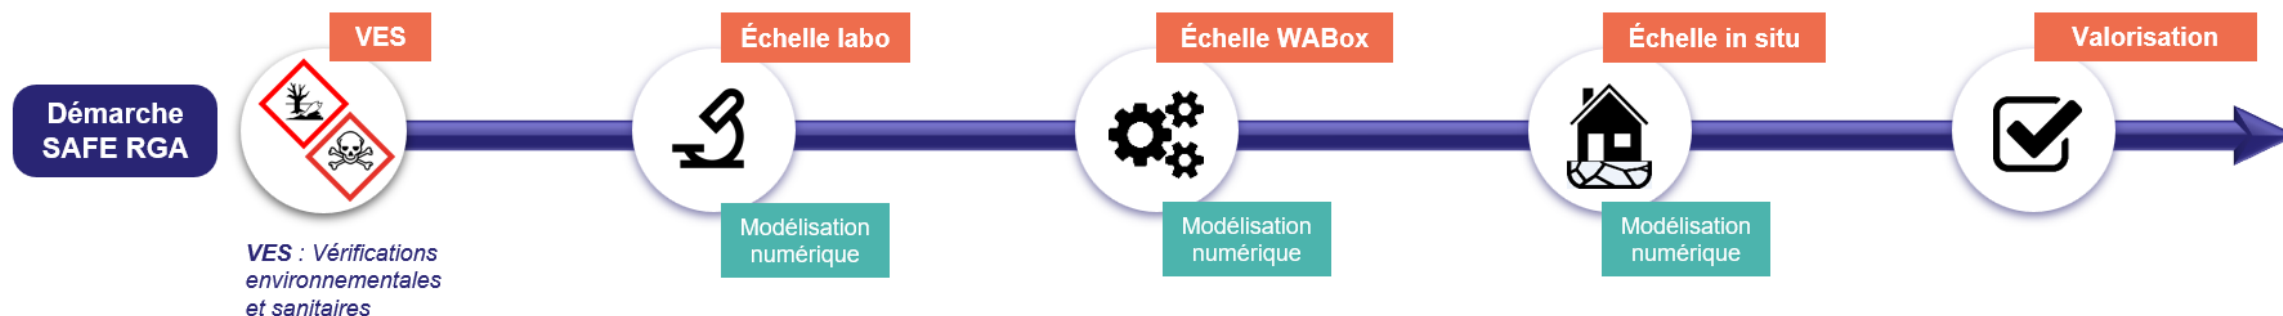 Démarche
SAFE RGA
VES
VES : Vérifications
environnementales
et sanitaires
Échelle labo
Modélisation
numérique
Échelle WABox
Modélisation
numérique
Échelle in situ
Modélisation
numérique
Valorisation